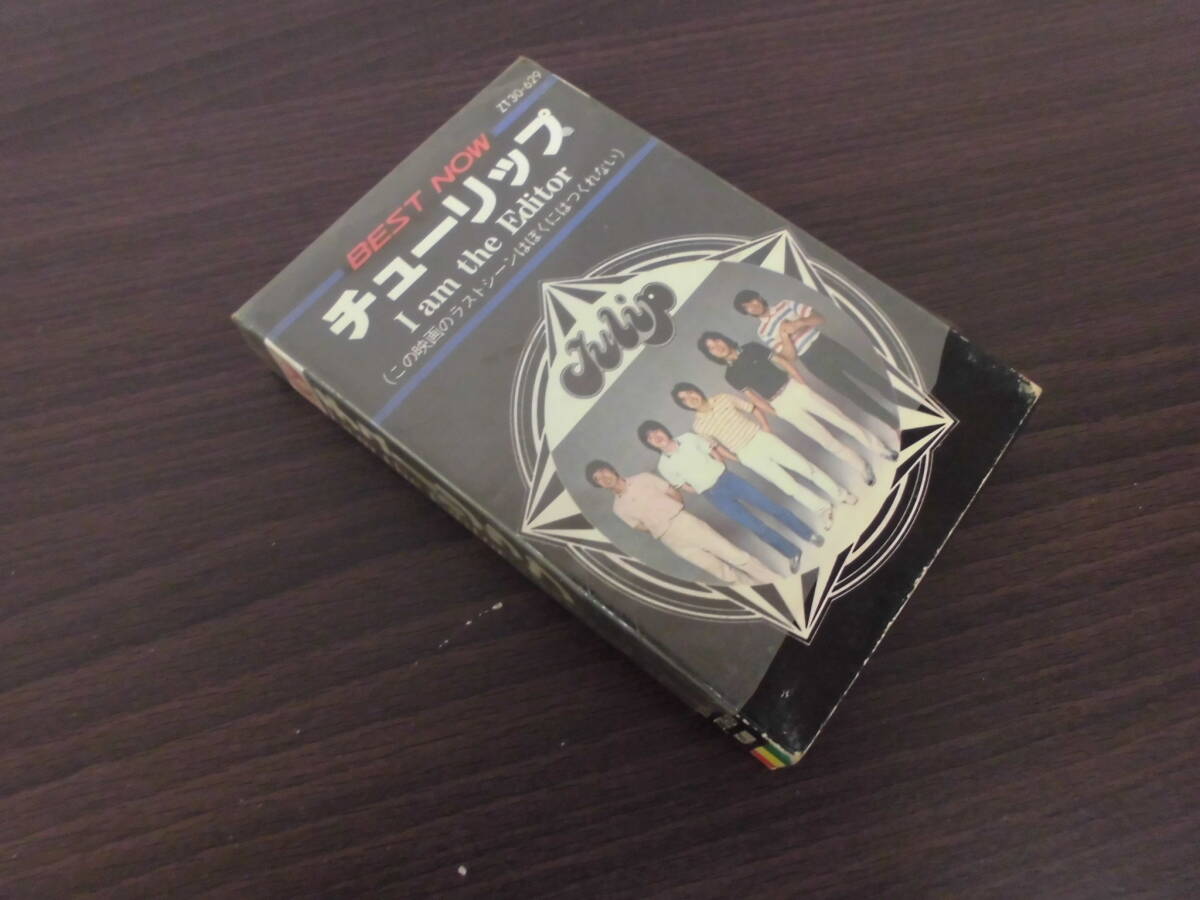 ZT30-629
BEST NOW
チューリップ
I am the Editor
(この映画のラストシーンはぼくにはつくれない)
Tulip